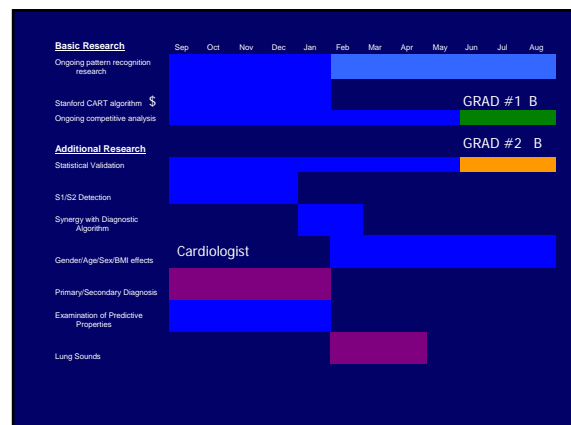 Basic Research
Sep Oct Nov Dec Jan Feb Mar Apr May Jun Jul Aug
Ongoing pattern recognition
research
Stanford CART algorithm $
GRAD #1 B
Ongoing competitive analysis
GRAD #2 B
Additional Research
Statistical Validation
S1/S2 Detection
Synergy with Diagnostic
Algorithm
Cardiologist
Gender/Age/Sex/BMI effects
Primary/Secondary Diagnosis
Examination of Predictive
Properties
Lung Sounds